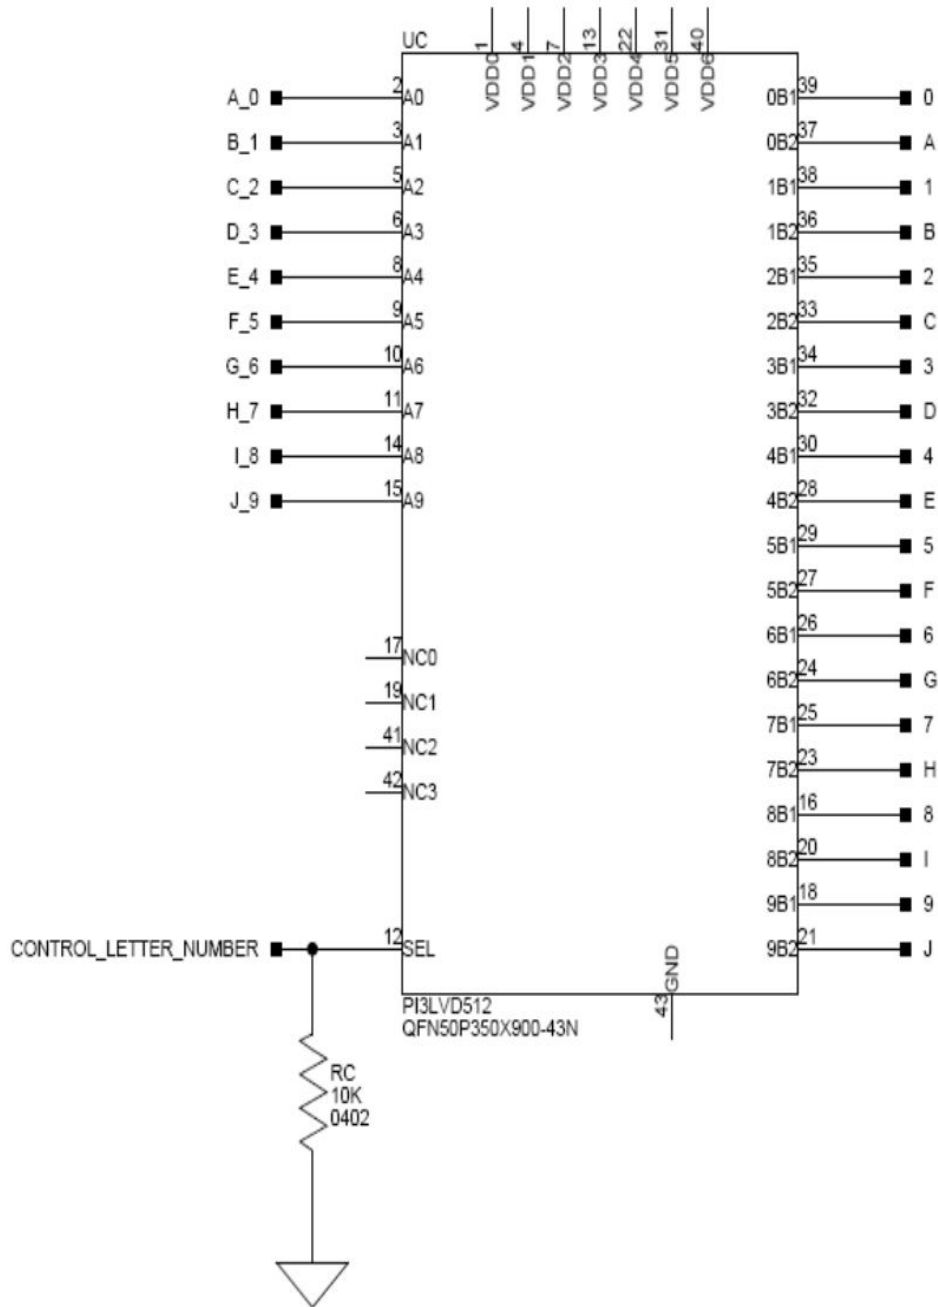 UC
1 4 7 13 22 31 40
VDD0 VDD1 VDD2 VDD3 VDD4 VDD5 VDD6
A_0 2 A0 0B1 39 0
B_1 3 A1 0B2 37 A
C_2 5 A2 1B1 38 1
D_3 6 A3 1B2 36 B
E_4 8 A4 2B1 35 2
F_5 9 A5 2B2 33 C
G_6 10 A6 3B1 34 3
H_7 11 A7 3B2 32 D
I_8 14 A8 4B1 30 4
J_9 15 A9 4B2 28 E
5B1 29 5
5B2 27 F
6B1 26 6
17 NC0
6B2 24 G
19 NC1
7B1 25 7
41 NC2
7B2 23 H
42 NC3
8B1 16 8
8B2 20 I
9B1 18 9
CONTROL_LETTER_NUMBER 12 SEL 9B2 21 J
43 GND
PI3LVD512
QFN50P350X900-43N
RC
10K
0402